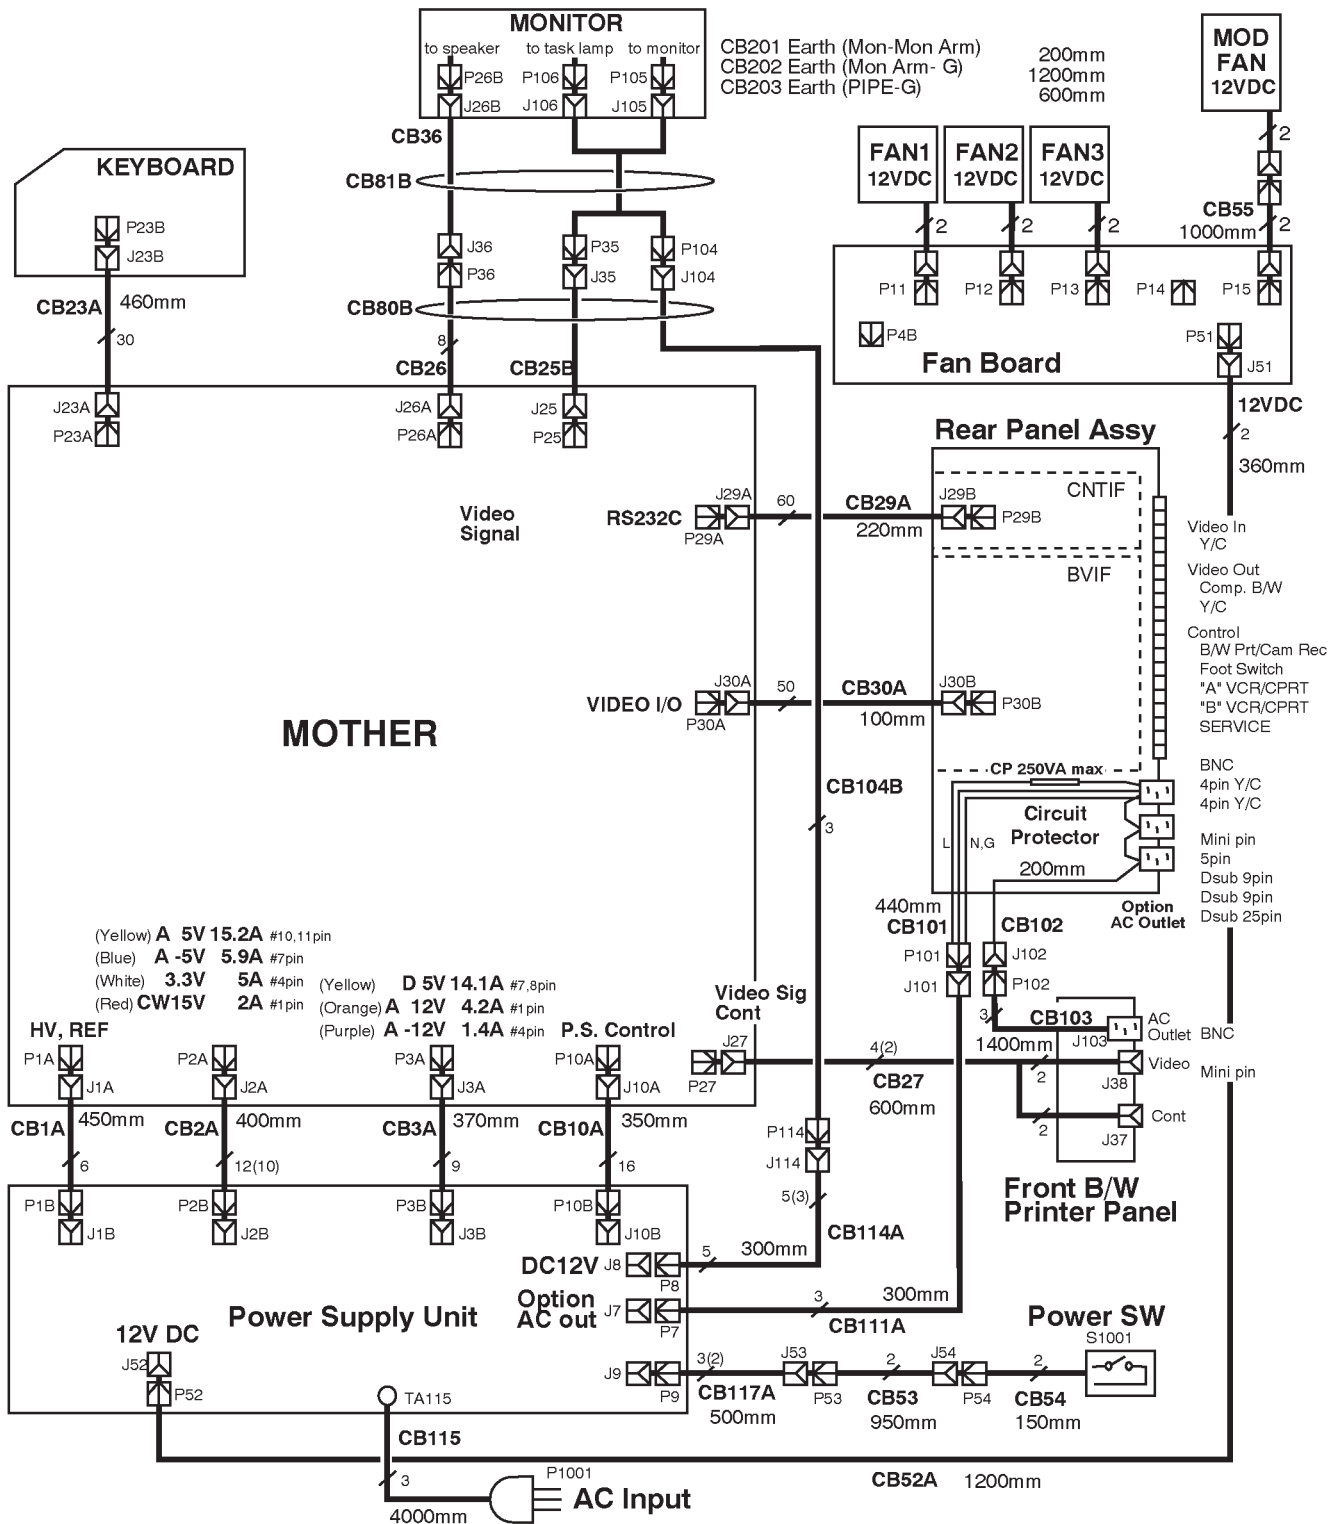 MONITOR
to speaker
to task lamp
to monitor
P26B
P106
P105
J26B
J106
J105
CB201 Earth (Mon-Mon Arm)
200mm
CB202 Earth (Mon Arm- G)
1200mm
CB203 Earth (PIPE-G)
600mm
MOD
FAN
12VDC
2
CB36
FAN1
12VDC
FAN2
12VDC
FAN3
12VDC
KEYBOARD
CB81B
P23B
J23B
CB55
1000mm
2
2
2
2
J36
P36
P35
J35
P104
J104
P11
P12
P13
P14
P15
P4B
P51
J51
Fan Board
CB23A
460mm
30
CB80B
8
CB26
CB25B
J23A
P23A
J26A
P26A
J25
P25
12VDC
2
360mm
Rear Panel Assy
CNTIF
Video
Signal
RS232C
J29A
P29A
60
CB29A
220mm
J29B
P29B
BVIF
Video In
Y/C
Video Out
Comp. B/W
Y/C
Control
B/W Prt/Cam Rec
Foot Switch
"A" VCR/CPRT
"B" VCR/CPRT
SERVICE
BNC
4pin Y/C
4pin Y/C
Mini pin
5pin
Dsub 9pin
Dsub 9pin
Dsub 25pin
VIDEO I/O
J30A
P30A
50
CB30A
100mm
J30B
P30B
MOTHER
CP 250VA max
CB104B
3
Circuit
Protector
L
N,G
200mm
440mm
CB101
CB102
Option
AC Outlet
P101
J101
J102
P102
3
CB103
1400mm
J103
AC
Outlet
BNC
(Yellow) A 5V 15.2A #10,11pin
(Blue) A -5V 5.9A #7pin
(White) 3.3V 5A #4pin
(Red) CW15V 2A #1pin
(Yellow) D 5V 14.1A #7,8pin
(Orange) A 12V 4.2A #1pin
(Purple) A -12V 1.4A #4pin
HV, REF
P.S. Control
Video Sig
Cont
P1A
J1A
P2A
J2A
P3A
J3A
P10A
J10A
J27
P27
4(2)
CB27
600mm
2
J38
Video
Mini pin
2
J37
Cont
CB1A
450mm
6
CB2A
400mm
12(10)
CB3A
370mm
9
CB10A
350mm
16
P114
J114
5(3)
CB114A
Front B/W
Printer Panel
P1B
J1B
P2B
J2B
P3B
J3B
P10B
J10B
DC12V
J8
P8
5
300mm
Option
AC out
J7
P7
3
300mm
CB111A
Power Supply Unit
12V DC
J52
P52
Power SW
S1001
J9
P9
3(2)
CB117A
500mm
J53
P53
2
CB53
950mm
J54
P54
2
CB54
150mm
TA115
CB115
3
4000mm
P1001
AC Input
CB52A
1200mm